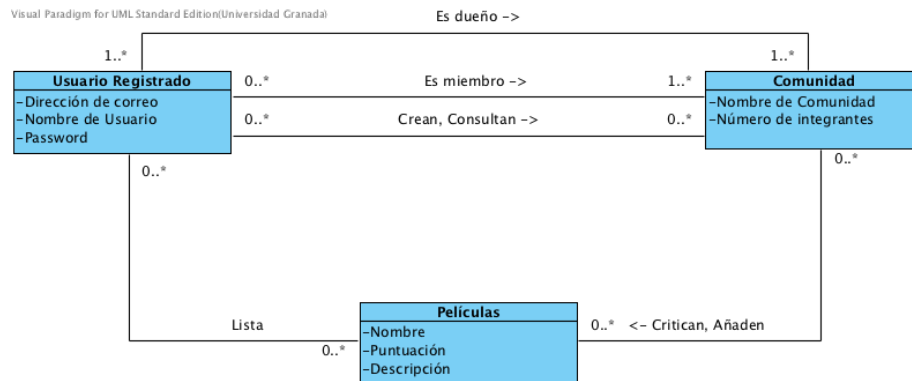 Visual Paradigm for UML Standard Edition(Universidad Granada)
Es dueño ->
1..* 1..*
Usuario Registrado
-Dirección de correo
-Nombre de Usuario
-Password
0..* Es miembro -> 1..*
0..* Crean, Consultan -> 0..*
Comunidad
-Nombre de Comunidad
-Número de integrantes
0..* 0..*
Películas
-Nombre
-Puntuación
-Descripción
Lista
0..*
0..* <- Critican, Añaden